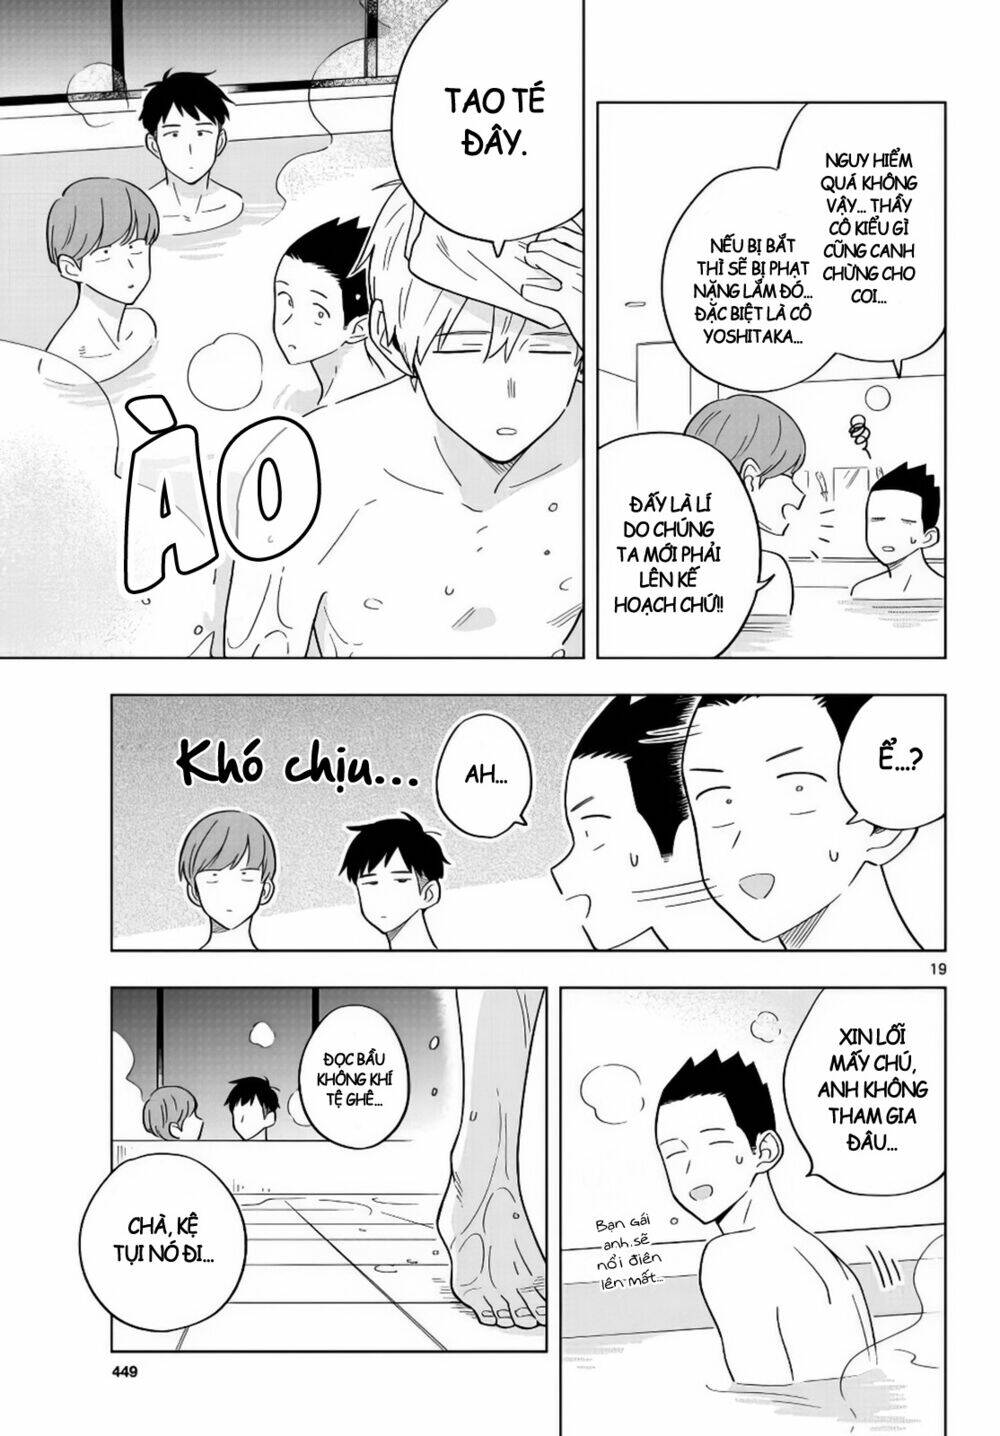 NGUY HIỂM
QUÁ KHÔNG
VẬY... THẦY
CÔ KIỂU GÌ
CŨNG CANH
CHỪNG CHO
COI...
NẾU BỊ BẮT
THÌ SẼ BỊ PHẠT
NẶNG LẮM ĐÓ...
ĐẶC BIỆT LÀ CÔ
YOSHITAKA...
ĐẤY LÀ LÍ
DO CHÚNG
TA MỚI PHẢI
LÊN KẾ
HOẠCH CHỨ!!
TAO TÉ
ĐÂY.
ÀO
Ể...?
AH...
Khó chịu...
19
XIN LỖI
MẤY CHÚ,
ANH KHÔNG
THAM GIA
ĐÂU...
Bạn Gái
anh sẽ
nổi điên
lên mất...
ĐỌC BẦU
KHÔNG KHÍ
TỆ GHÊ...
CHÀ, KỆ
TỤI NÓ ĐI...
449